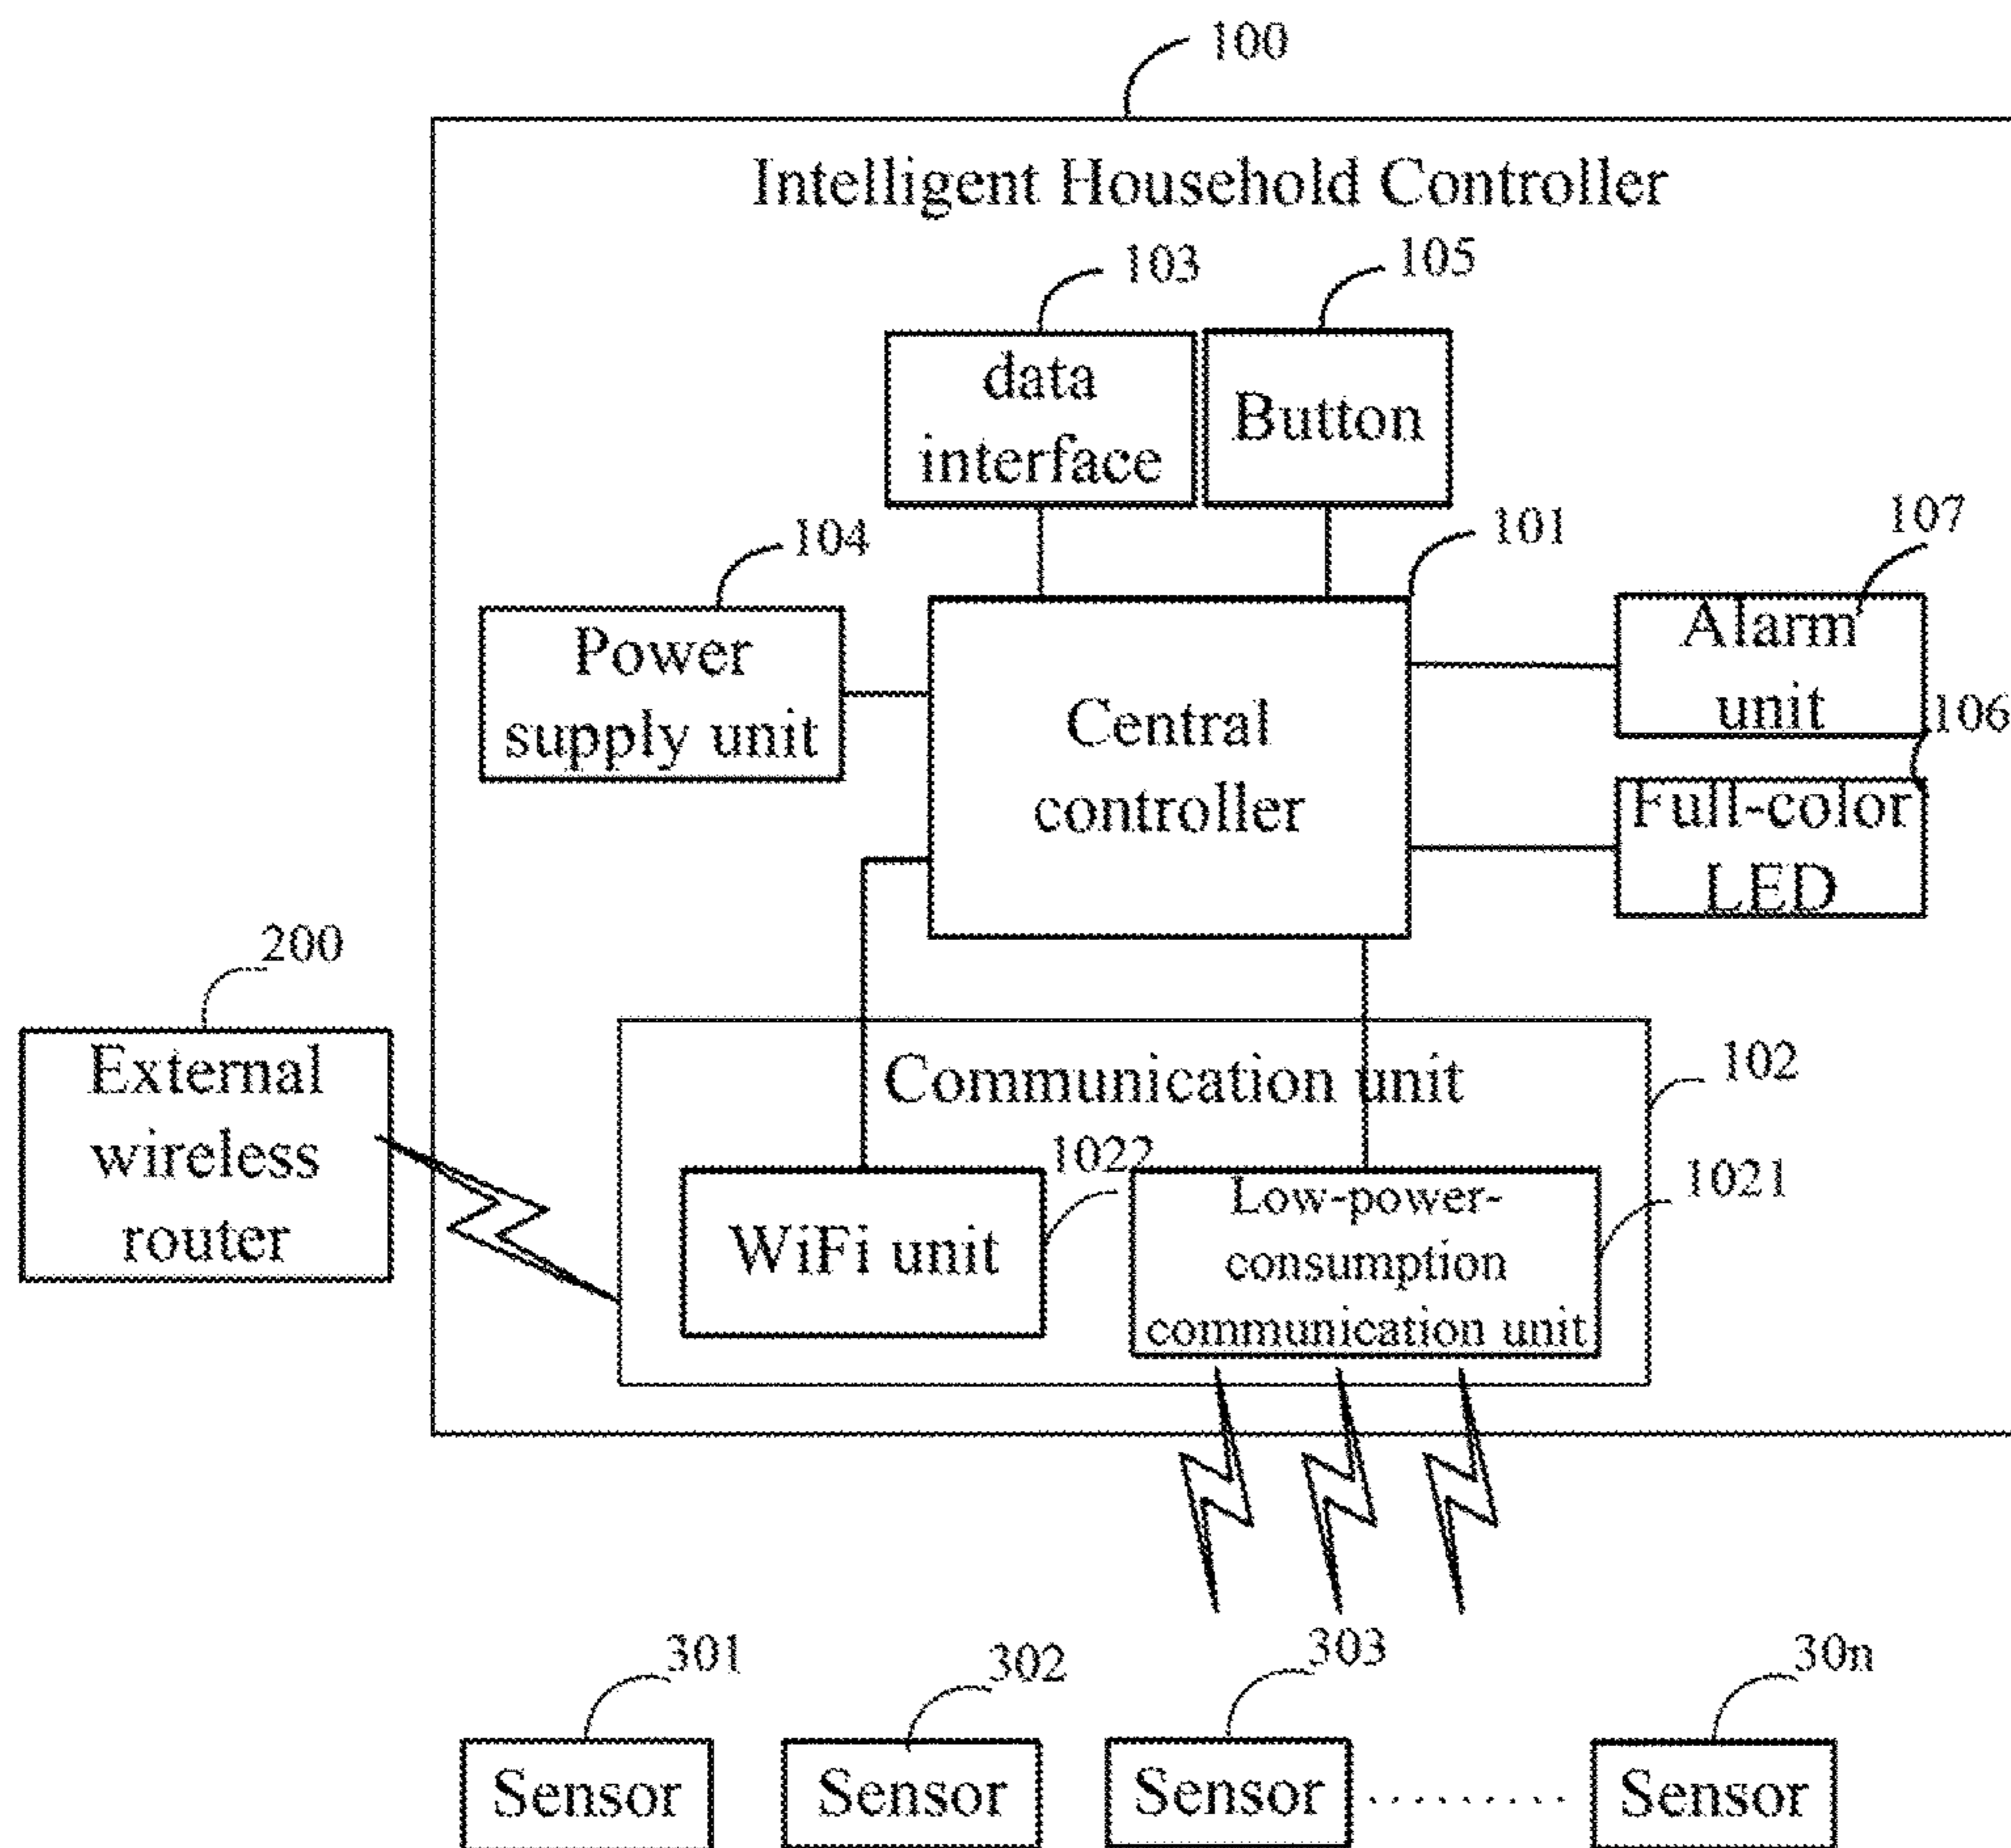 100
Intelligent Household Controller
103
105
data
interface
Button
104
101
107
Power
supply unit
Central
controller
Alarm
unit
106
Full-color
LED
200
External
wireless
router
Communication unit
102
1022
1021
WiFi unit
Low-power-
consumption
communication unit
301
302
303
30n
Sensor
Sensor
Sensor
.........
Sensor